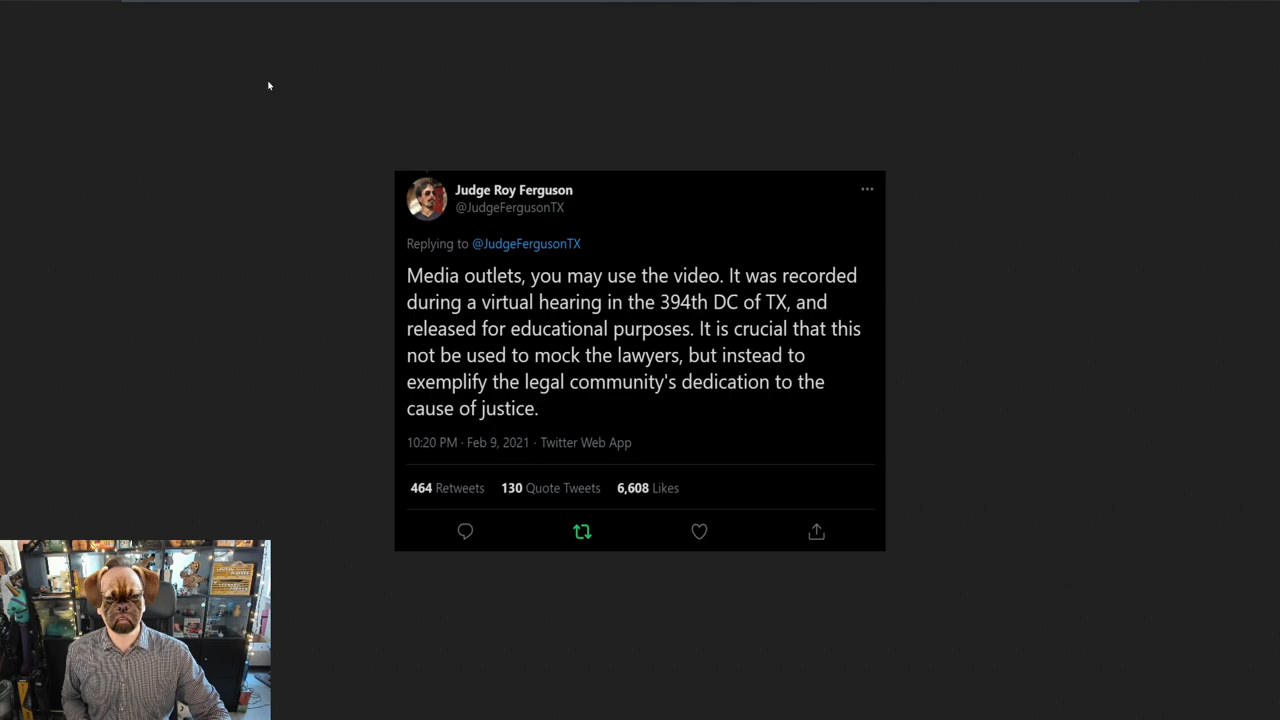 Judge Roy Ferguson
@JudgeFergusonTX
Replying to @JudgeFergusonTX
Media outlets, you may use the video. It was recorded
during a virtual hearing in the 394th DC of TX, and
released for educational purposes. It is crucial that this
not be used to mock the lawyers, but instead to
exemplify the legal community's dedication to the
cause of justice.
10:20 PM · Feb 9, 2021 · Twitter Web App
464 Retweets 130 Quote Tweets 6,608 Likes